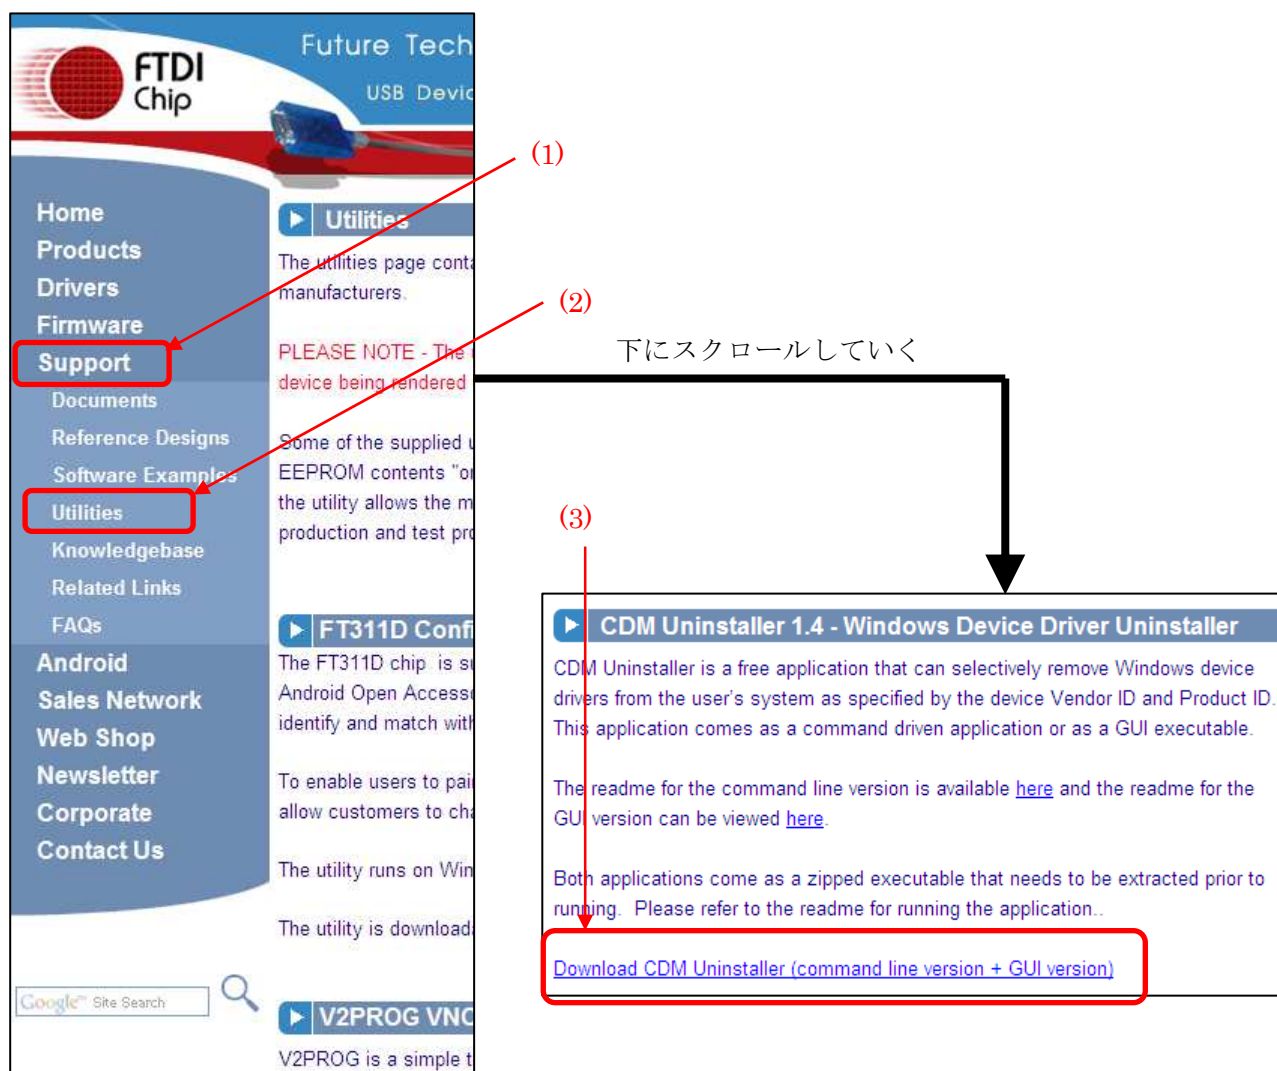 FTDI
Chip
Future Tech
USB Devic
(1)
Home
Products
Drivers
Firmware
Support
Documents
Reference Designs
Software Examples
Utilities
Knowledgebase
Related Links
FAQs
Android
Sales Network
Web Shop
Newsletter
Corporate
Contact Us
Google™ Site Search
Utilities
The utilities page conta
manufacturers.
PLEASE NOTE - The
device being rendered
Some of the supplied u
EEPROM contents "or
the utility allows the m
production and test pro
FT311D Confi
The FT311D chip is su
Android Open Accesso
identify and match with
To enable users to pai
allow customers to cha
The utility runs on Win
The utility is downloada
V2PROG VNC
V2PROG is a simple t
(2)
下にスクロールしていく
(3)
CDM Uninstaller 1.4 - Windows Device Driver Uninstaller
CDM Uninstaller is a free application that can selectively remove Windows device
drivers from the user's system as specified by the device Vendor ID and Product ID.
This application comes as a command driven application or as a GUI executable.
The readme for the command line version is available here and the readme for the
GUI version can be viewed here.
Both applications come as a zipped executable that needs to be extracted prior to
running. Please refer to the readme for running the application..
Download CDM Uninstaller (command line version + GUI version)